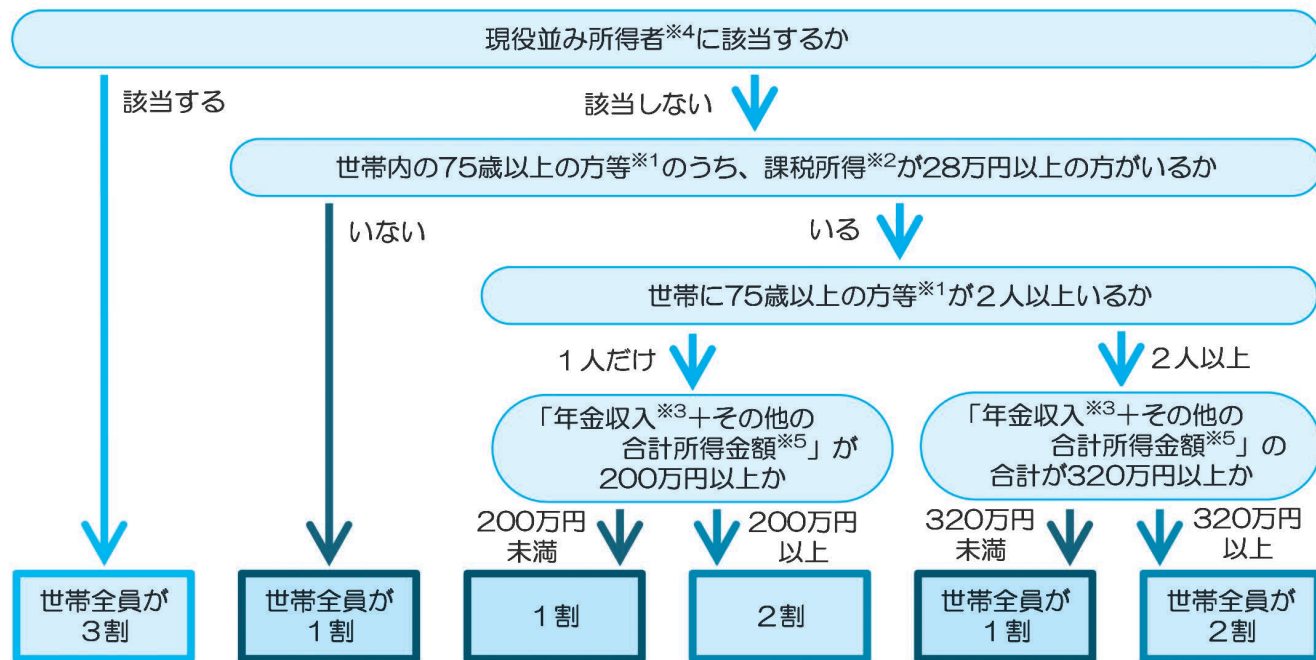 現役並み所得者※4に該当するか
該当する
該当しない
世帯内の75歳以上の方等※1のうち、課税所得※2が28万円以上の方がいるか
いない
いる
世帯に75歳以上の方等※1が2人以上いるか
1人だけ
2人以上
「年金収入※3＋その他の
合計所得金額※5」が
200万円以上か
「年金収入※3＋その他の
合計所得金額※5」の
合計が320万円以上か
200万円
未満
200万円
以上
320万円
未満
320万円
以上
世帯全員が
3割
世帯全員が
1割
1割
2割
世帯全員が
1割
世帯全員が
2割